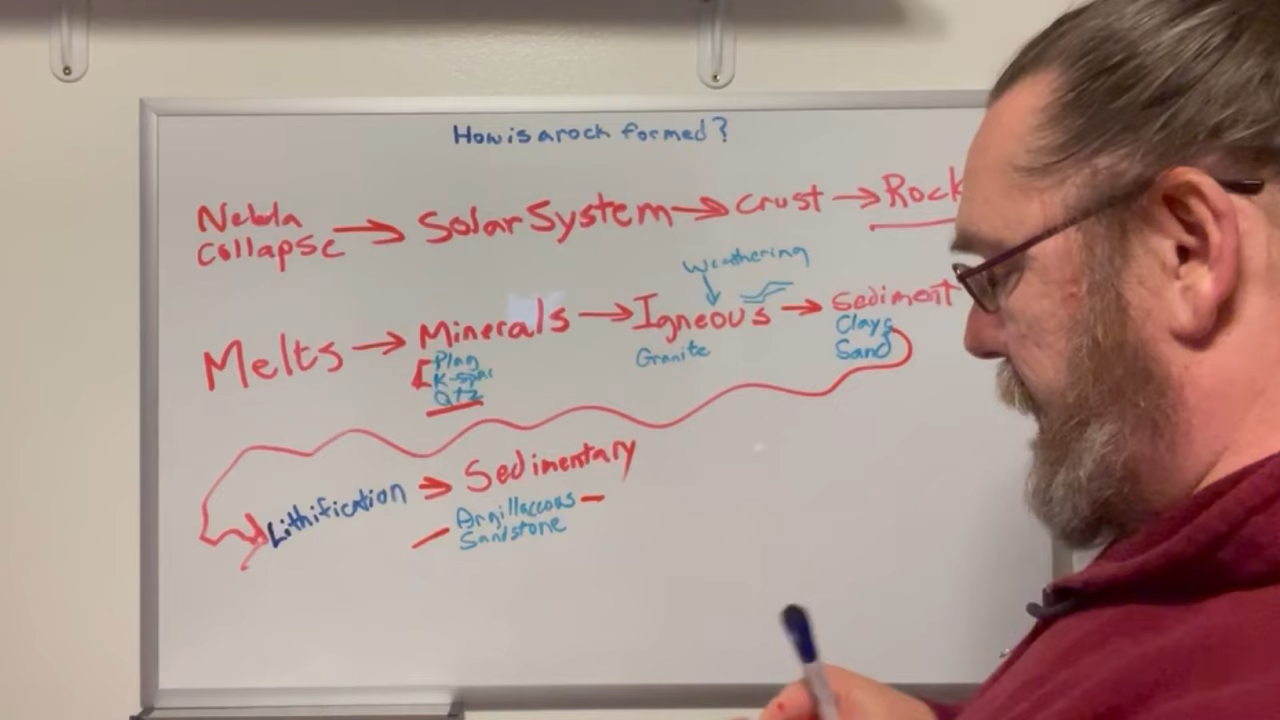 How is a rock formed?
Nebula collapse → Solar System → Crust → Rock
Weathering
Melts → Minerals → Igneous → Sediment
Plag
K-spar
Qtz
Granite
Clays
Sand
Lithification → Sedimentary
Argillaceous
Sandstone